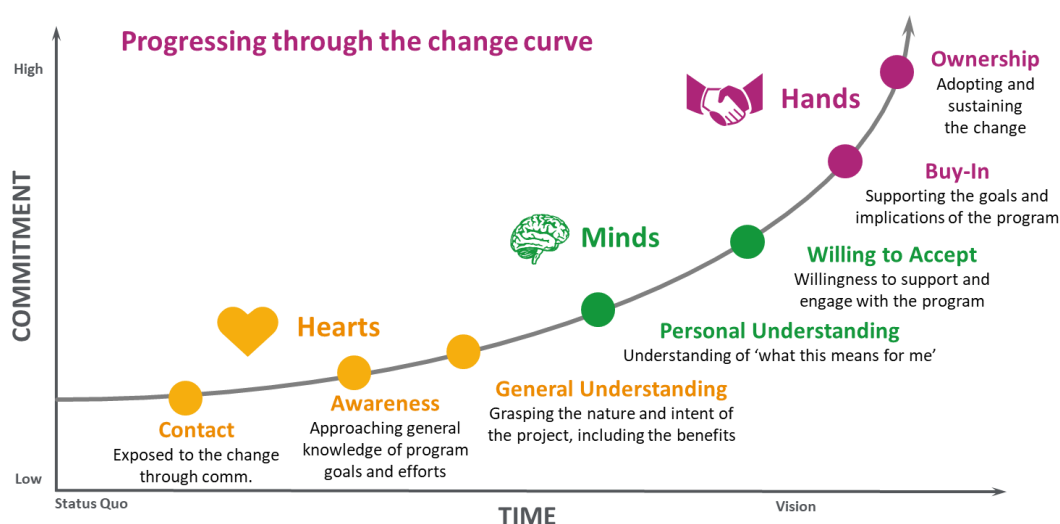 Progressing through the change curve
High
COMMITMENT
Low
Status Quo
TIME
Vision
Hearts
Minds
Hands
Contact
Exposed to the change
through comm.
Awareness
Approaching general
knowledge of program
goals and efforts
General Understanding
Grasping the nature and intent of
the project, including the benefits
Personal Understanding
Understanding of ‘what this means for me’
Willing to Accept
Willingness to support and
engage with the program
Buy-In
Supporting the goals and
implications of the program
Ownership
Adopting and
sustaining
the change